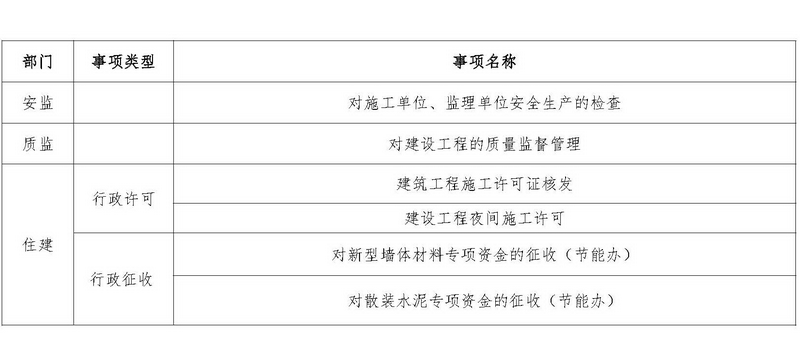 部门 事项类型 事项名称
安监 对施工单位、监理单位安全生产的检查
质监 对建设工程的质量监督管理
住建 行政许可 建筑工程施工许可证核发
建设工程夜间施工许可
行政征收 对新型墙体材料专项资金的征收（节能办）
对散装水泥专项资金的征收（节能办）